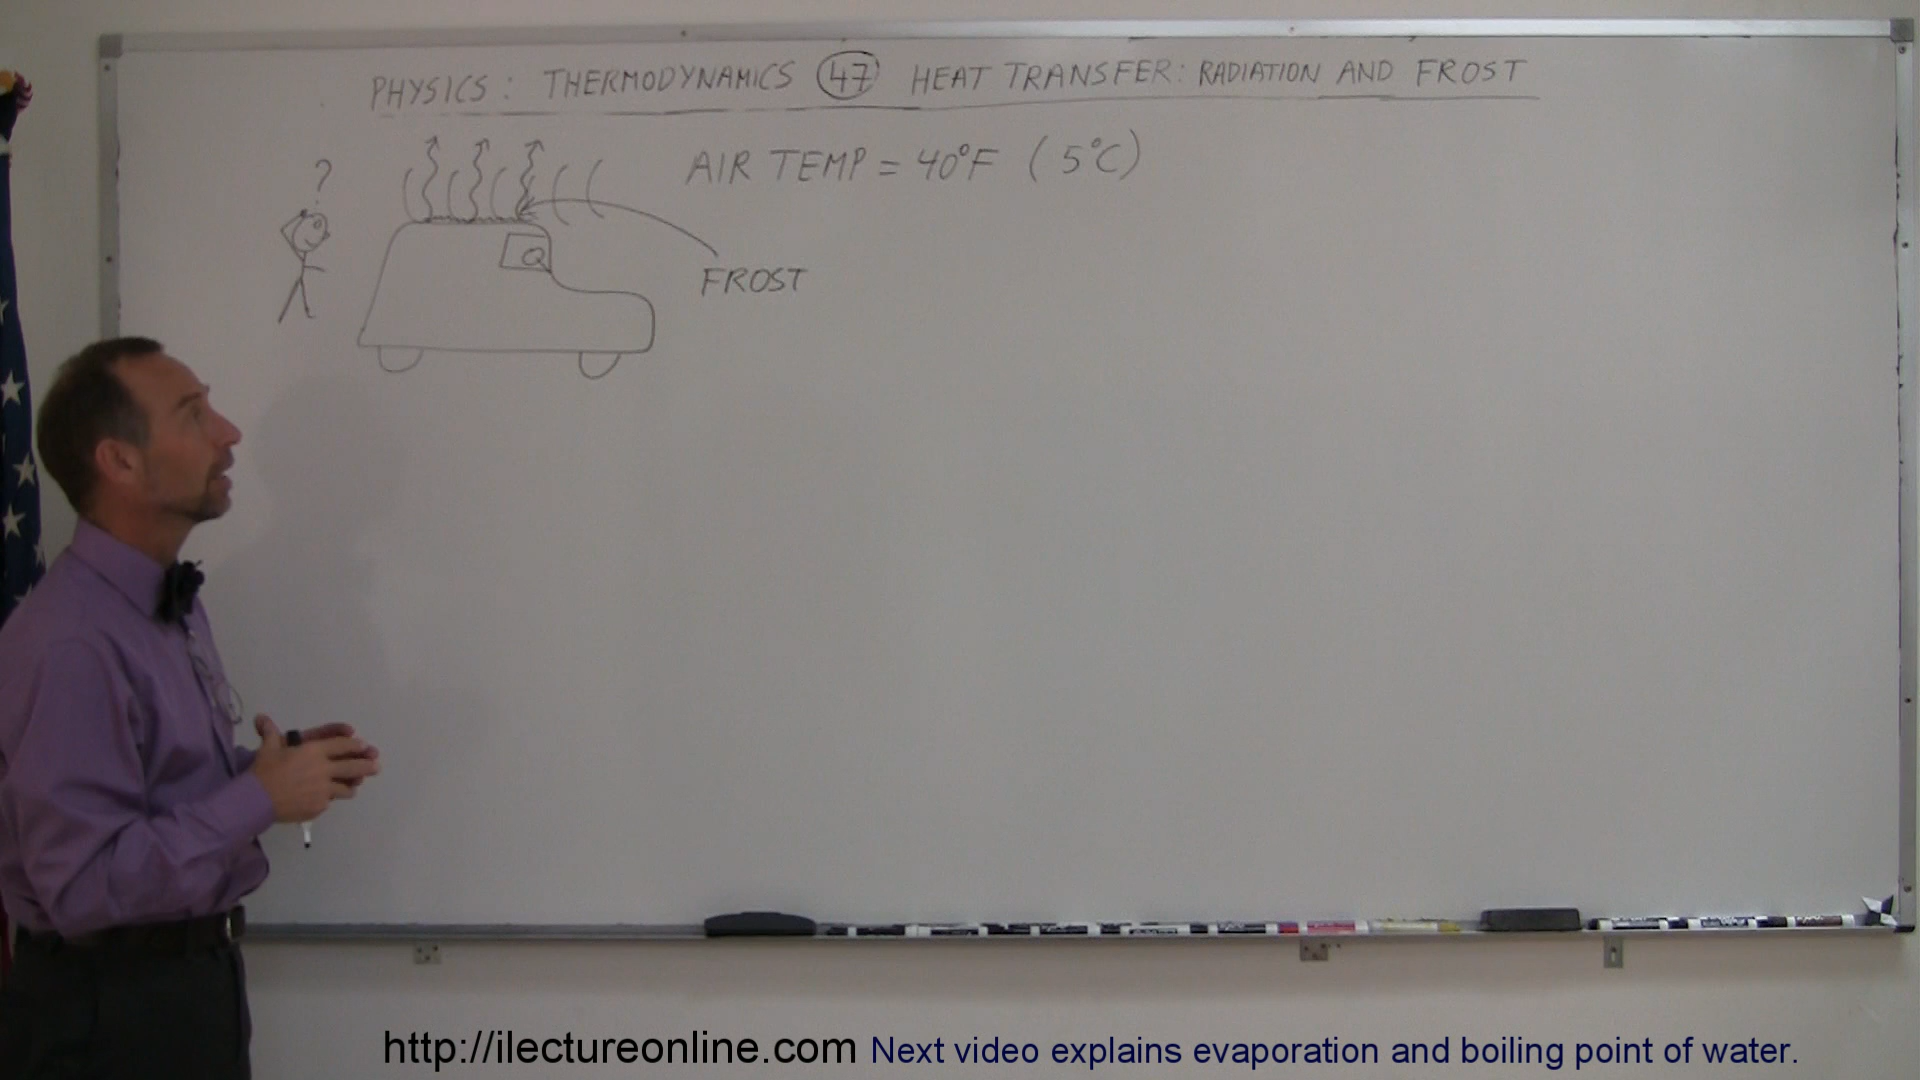 PHYSICS: THERMODYNAMICS 47 HEAT TRANSFER: RADIATION AND FROST
?
AIR TEMP = 40°F (5°C)
FROST
http://ilectureonline.com Next video explains evaporation and boiling point of water.